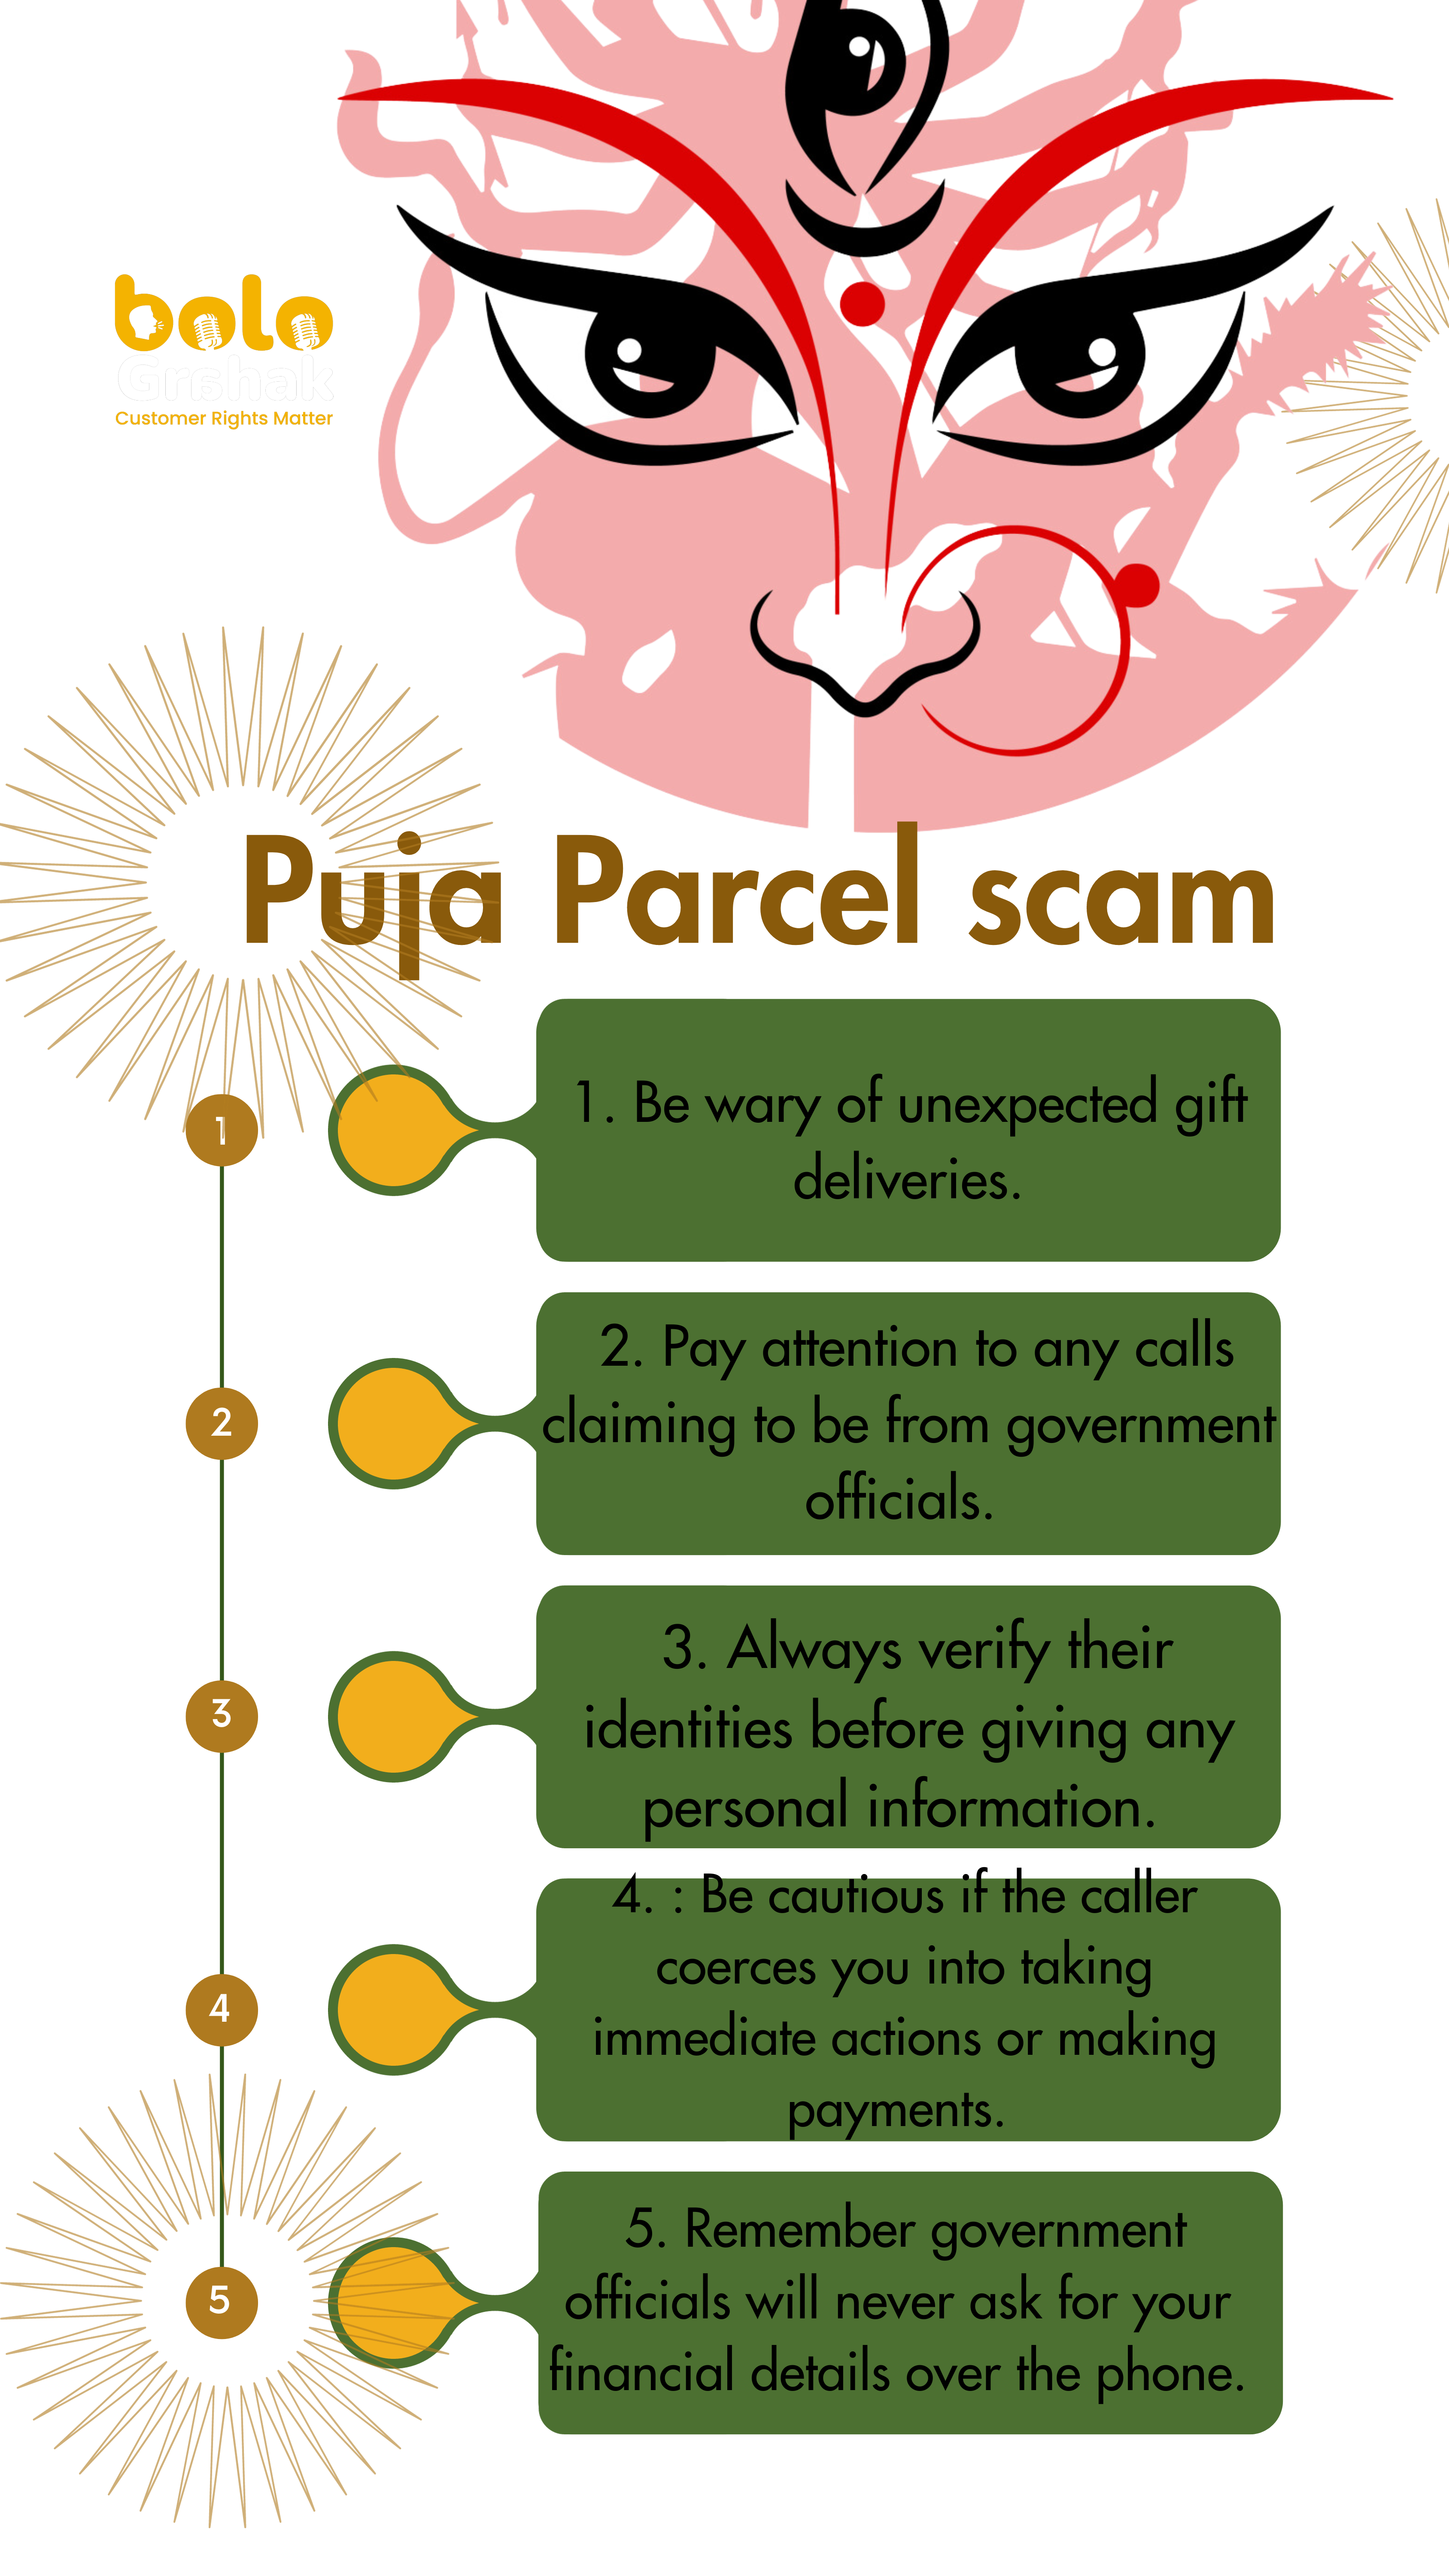 bolo
Grahak
Customer Rights Matter
Puja Parcel scam
1
1. Be wary of unexpected gift
deliveries.
2
2. Pay attention to any calls
claiming to be from government
officials.
3
3. Always verify their
identities before giving any
personal information.
4
4. : Be cautious if the caller
coerces you into taking
immediate actions or making
payments.
5
5. Remember government
officials will never ask for your
financial details over the phone.